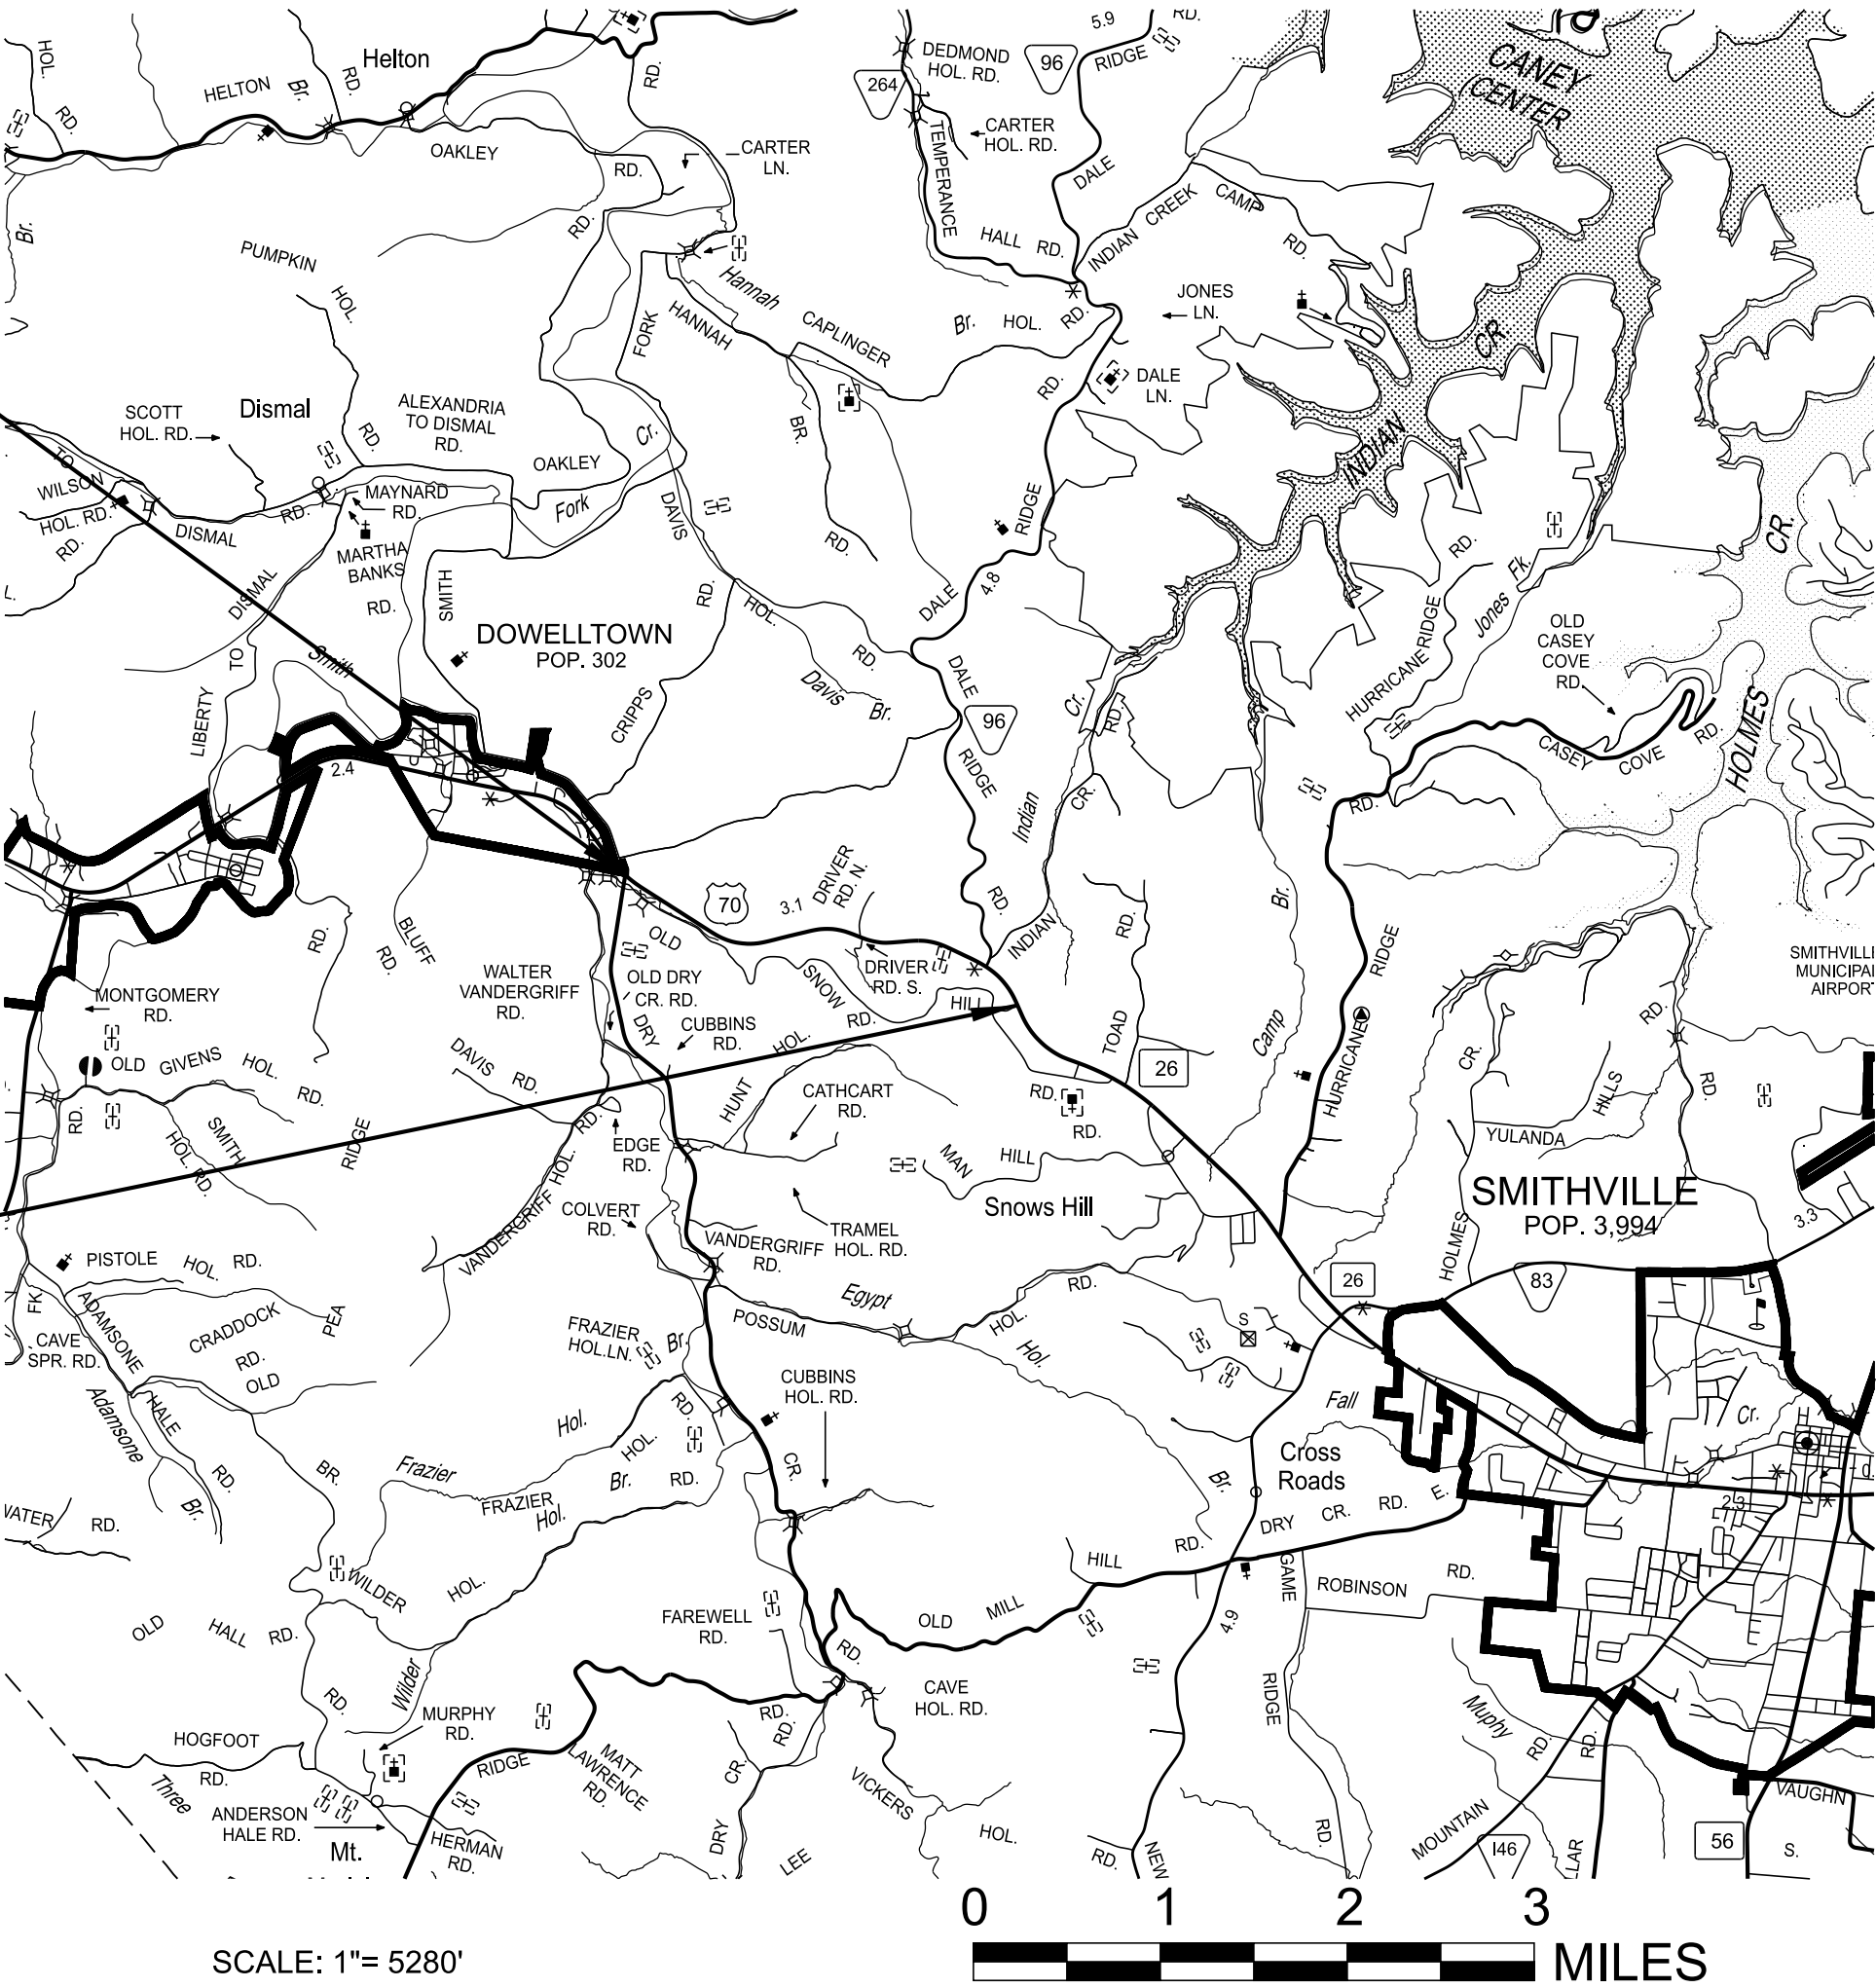 HOL.
RD.
HELTON
Br.
RD.
Helton
RD.
OAKLEY
RD.
CARTER
LN.
264
DEDMOND
HOL. RD.
96
5.9
RIDGE
RD.
CARTER
HOL. RD.
TEMPERANCE
HALL RD.
DALE
INDIAN CREEK CAMP
RD.
CANEY
CENTER
Br.
PUMPKIN
HOL.
RD.
RD.
FORK
Hannah
HANNAH
CAPLINGER
Br.
HOL.
RD.
JONES
LN.
DALE
LN.
RD.
INDIAN
CR.
SCOTT
HOL. RD.
Dismal
ALEXANDRIA
TO DISMAL
RD.
OAKLEY
Cr.
Fork
BR.
RD.
TO
WILSON
HOL. RD.
RD.
DISMAL
RD.
MAYNARD
RD.
MARTHA
BANKS
RD.
DISMAL
TO
LIBERTY
SMITH
Smith
DOWELLTOWN
POP. 302
DAVIS
RD.
HOL.
RD.
CRIPPS
Davis
Br.
DALE
RIDGE
4.8
DALE
96
RIDGE
RD.
Cr.
RD.
Indian
CR.
INDIAN
HURRICANE
RIDGE
RD.
Jones
Fk.
OLD
CASEY
COVE
RD.
CASEY
COVE
RD.
HOLMES
CR.
RD.
2.4
70
3.1
DRIVER
RD. N.
DRIVER
RD. S.
OLD
SNOW
HILL
RD.
RD.
BLUFF
RD.
WALTER
VANDERGRIFF
RD.
OLD DRY
CR. RD.
DRY
CUBBINS
RD.
HOL.
HUNT
CATHCART
RD.
RD.
TOAD
Camp
Br.
RIDGE
HURRICANE
26
RD.
RD.
SMITHVILLE
MUNICIPAL
AIRPORT
RD.
RD.
CR.
HILLS
YULANDA
MONTGOMERY
RD.
OLD
GIVENS
HOL.
RD.
RD.
SMITH
HOL. RD.
RIDGE
DAVIS
RD.
RD.
HOL.
VANDERGRIFF
EDGE
RD.
COLVERT
RD.
VANDERGRIFF
RD.
TRAMEL
HOL. RD.
MAN
HILL
Snows Hill
SMITHVILLE
POP. 3,994
3.3
HOLMES
83
26
PISTOLE
HOL.
RD.
FK.
CAVE
SPR. RD.
ADAMSONE
CRADDOCK
RD.
OLD
PEA
Adamsone
HALE
RD.
Br.
Egypt
POSSUM
HOL.
RD.
Hol.
S
FRAZIER
HOL.LN.
Br.
CUBBINS
HOL. RD.
RD.
HOL.
Hol.
Frazier
FRAZIER
Hol.
Br.
RD.
BR.
CR.
Fall
Br.
Cross
Roads
Cr.
DRY
CR.
RD.
E.
2.3
RD.
WATER
RD.
WILDER
HOL.
Wilder
OLD
HALL
RD.
RD.
FAREWELL
RD.
OLD
MILL
HILL
RD.
GAME
ROBINSON
RD.
4.9
RIDGE
RD.
CAVE
HOL. RD.
HOGFOOT
RD.
Three
MURPHY
RD.
ANDERSON
HALE RD.
Mt.
HERMAN
RD.
RIDGE
MATT
LAWRENCE
RD.
RD.
RD.
CR.
DRY
LEE
VICKERS
HOL.
RD.
NEW
RD.
Muphy
RD.
RD.
MOUNTAIN
I46
LLAR
56
VAUGHN
S.
SCALE: 1"= 5280'
0 1 2 3
MILES